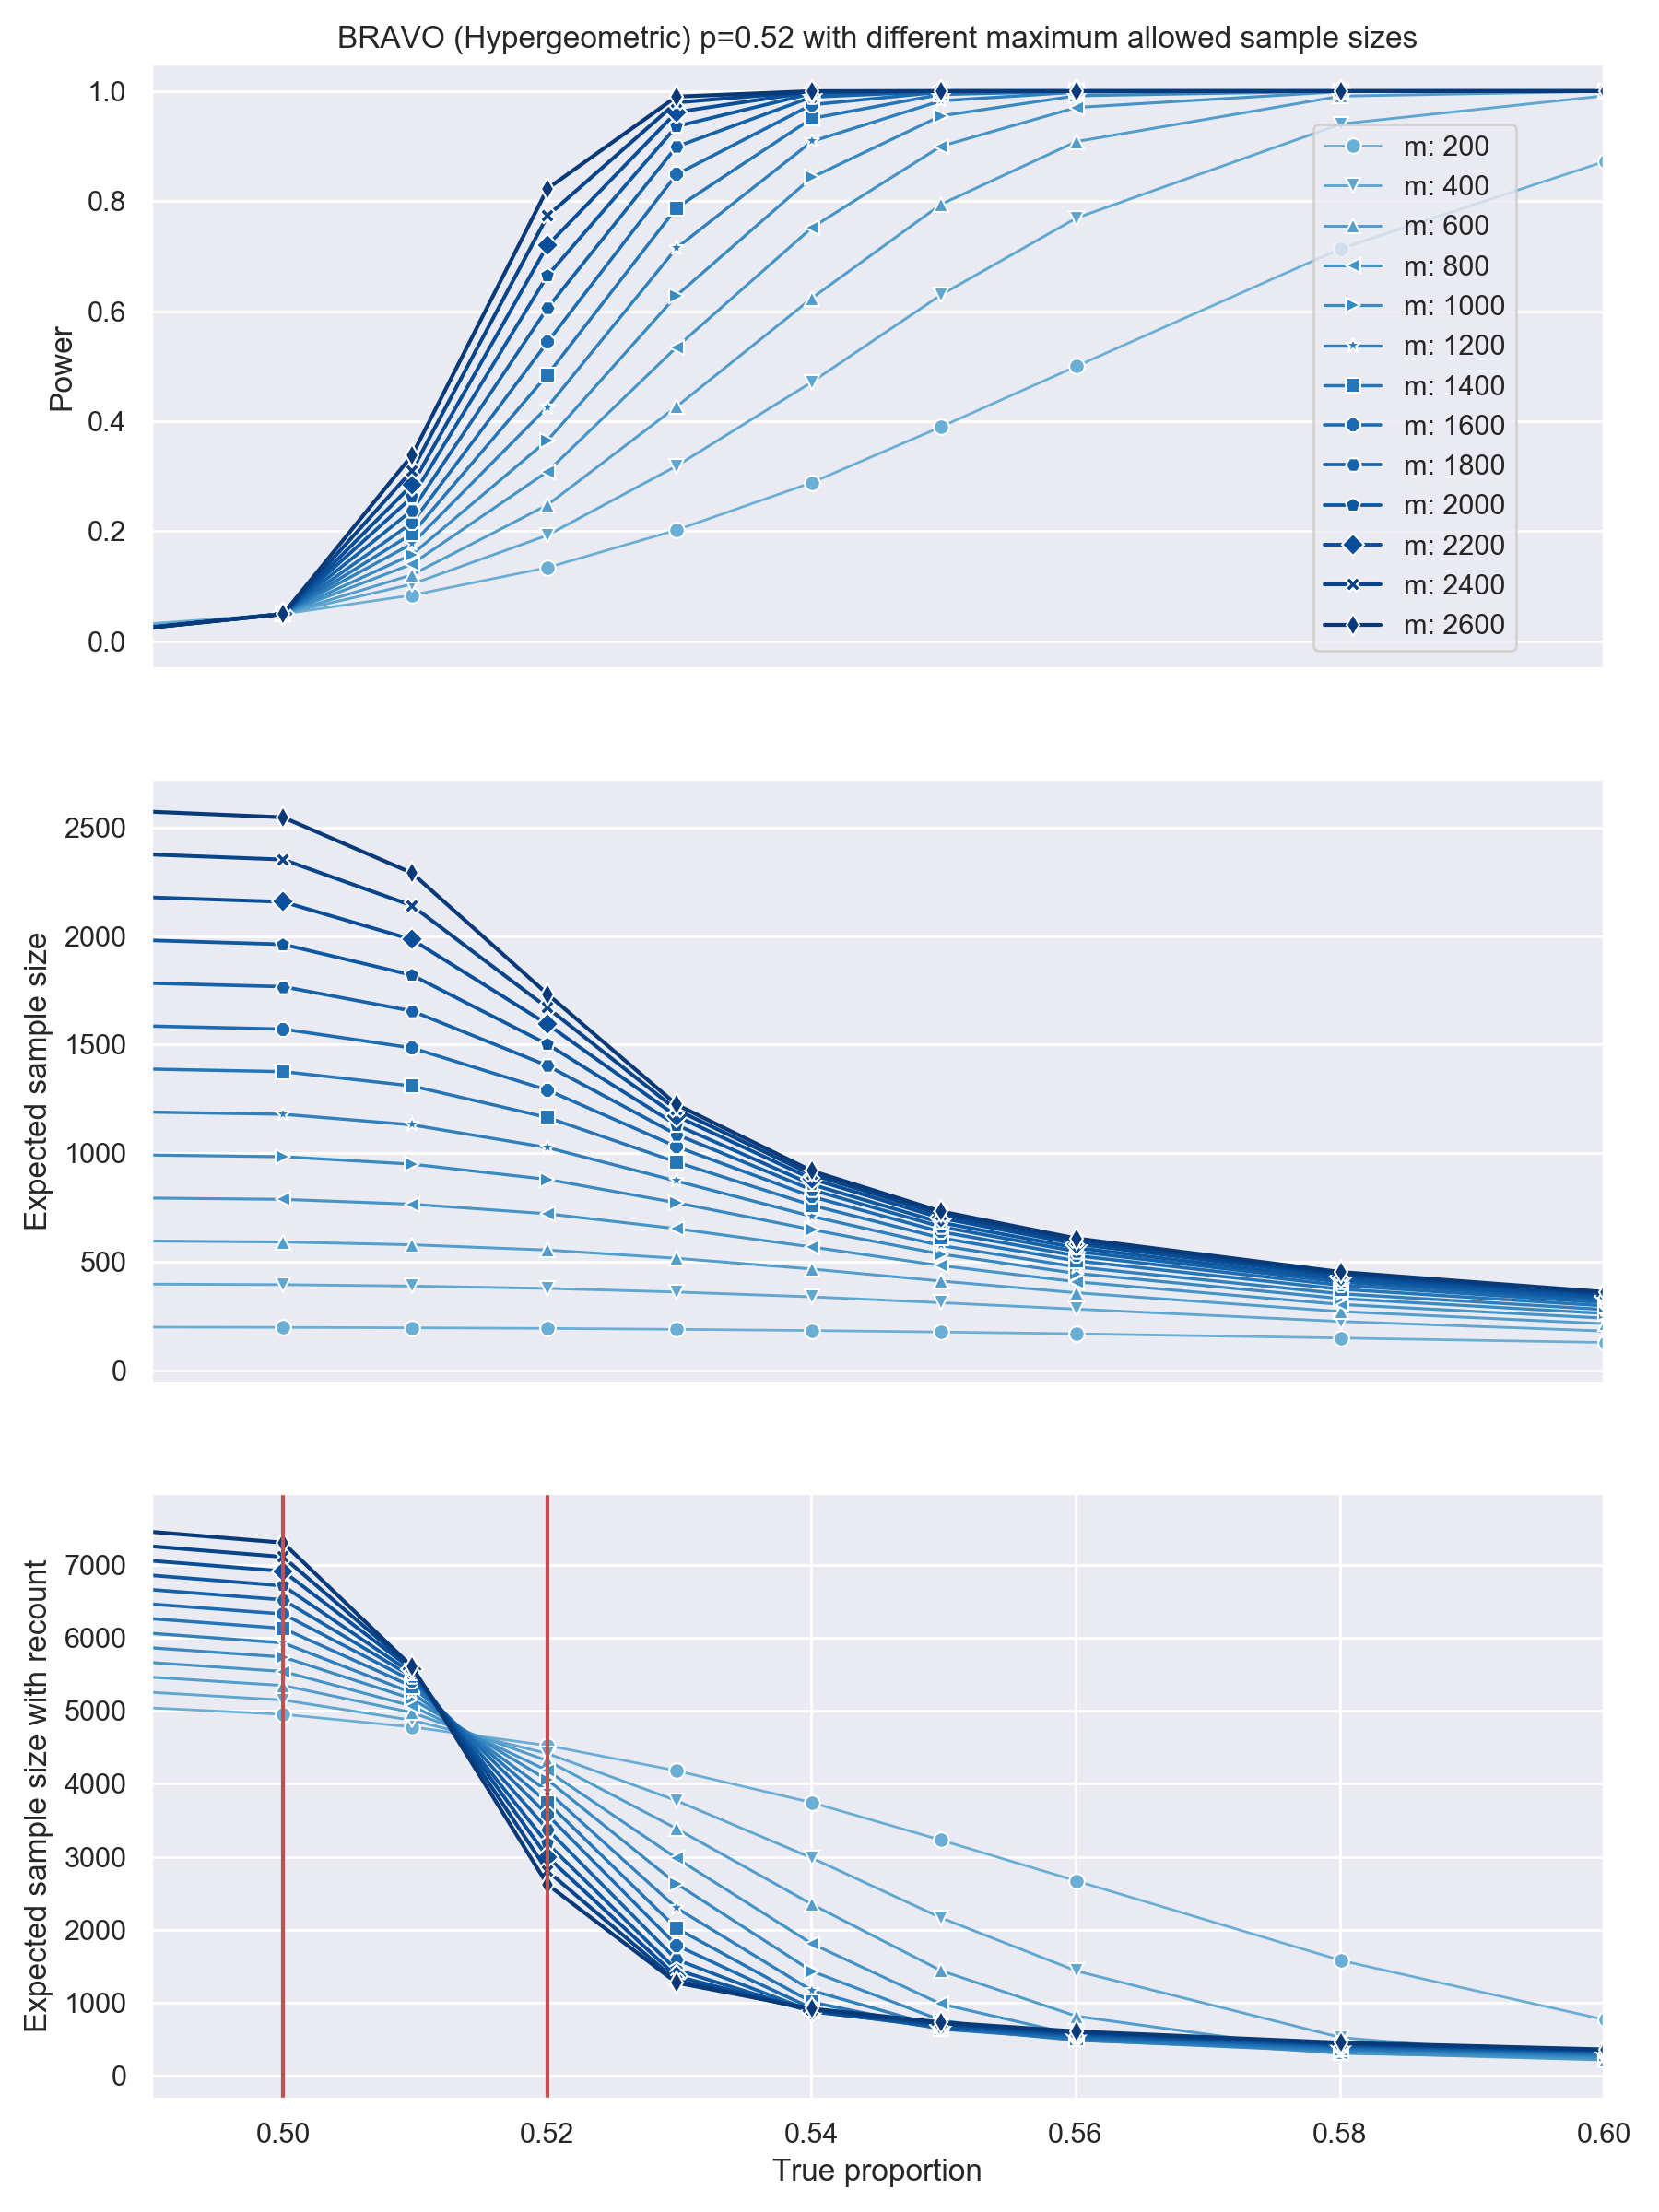 BRAVO (Hypergeometric) p=0.52 with different maximum allowed sample sizes
1.0
0.8
0.6
0.4
0.2
0.0
Power
m: 200
m: 400
m: 600
m: 800
m: 1000
m: 1200
m: 1400
m: 1600
m: 1800
m: 2000
m: 2200
m: 2400
m: 2600
2500
2000
1500
1000
500
0
Expected sample size
7000
6000
5000
4000
3000
2000
1000
0
Expected sample size with recount
0.50 0.52 0.54 0.56 0.58 0.60
True proportion